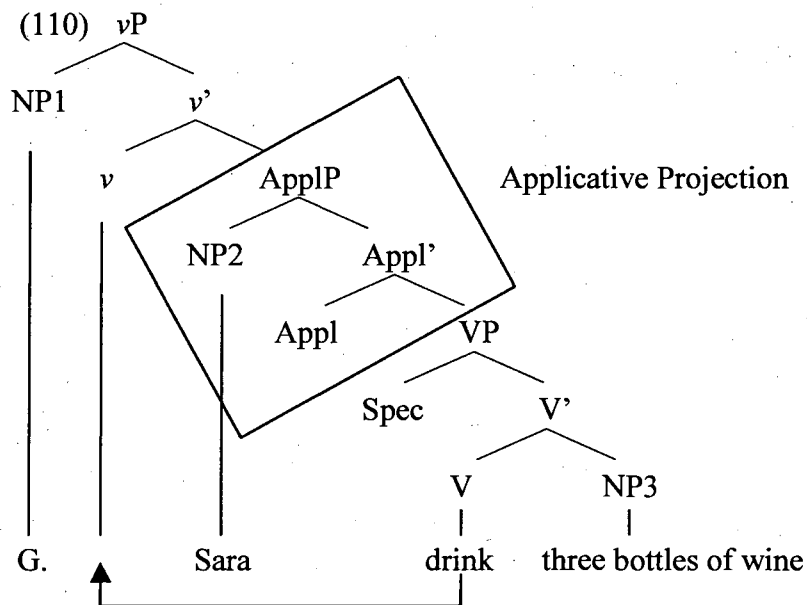 (110) vP
NP1 v’
v ApplP Applicative Projection
NP2 Appl’
Appl VP
Spec V’
V NP3
G. Sara drink three bottles of wine